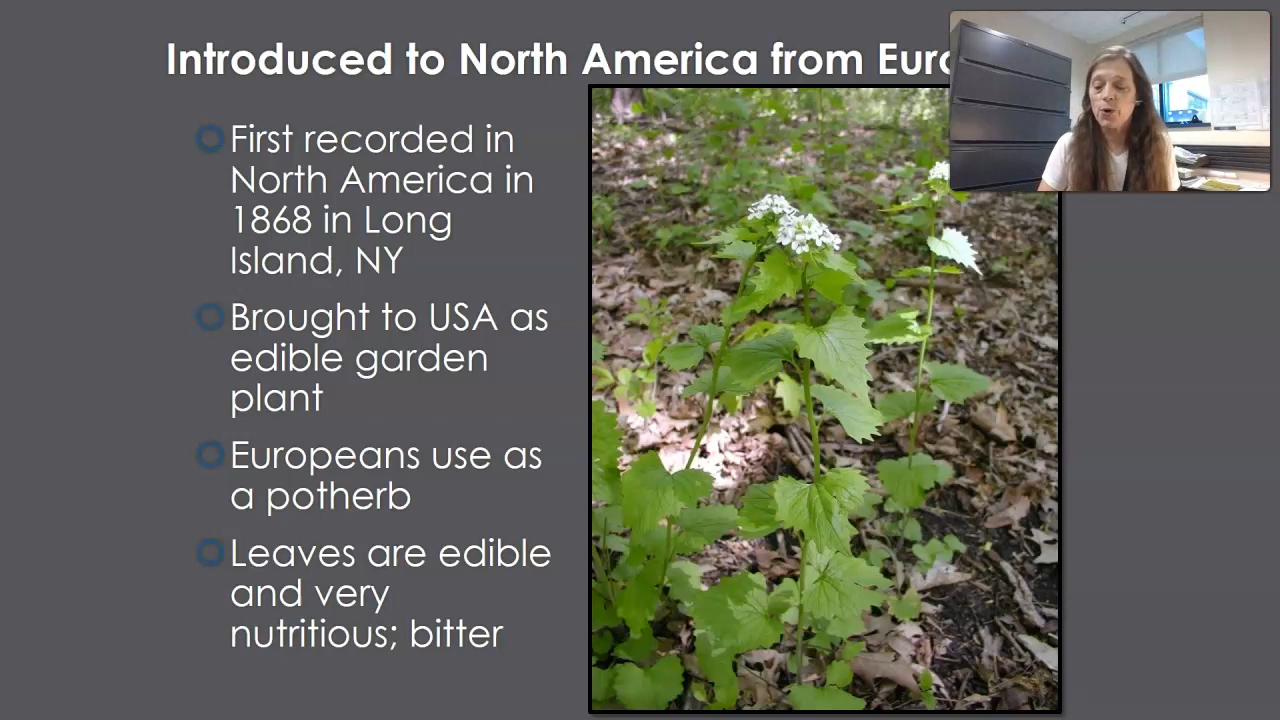 Introduced to North America from Euro
First recorded in
North America in
1868 in Long
Island, NY
Brought to USA as
edible garden
plant
Europeans use as
a potherb
Leaves are edible
and very
nutritious; bitter